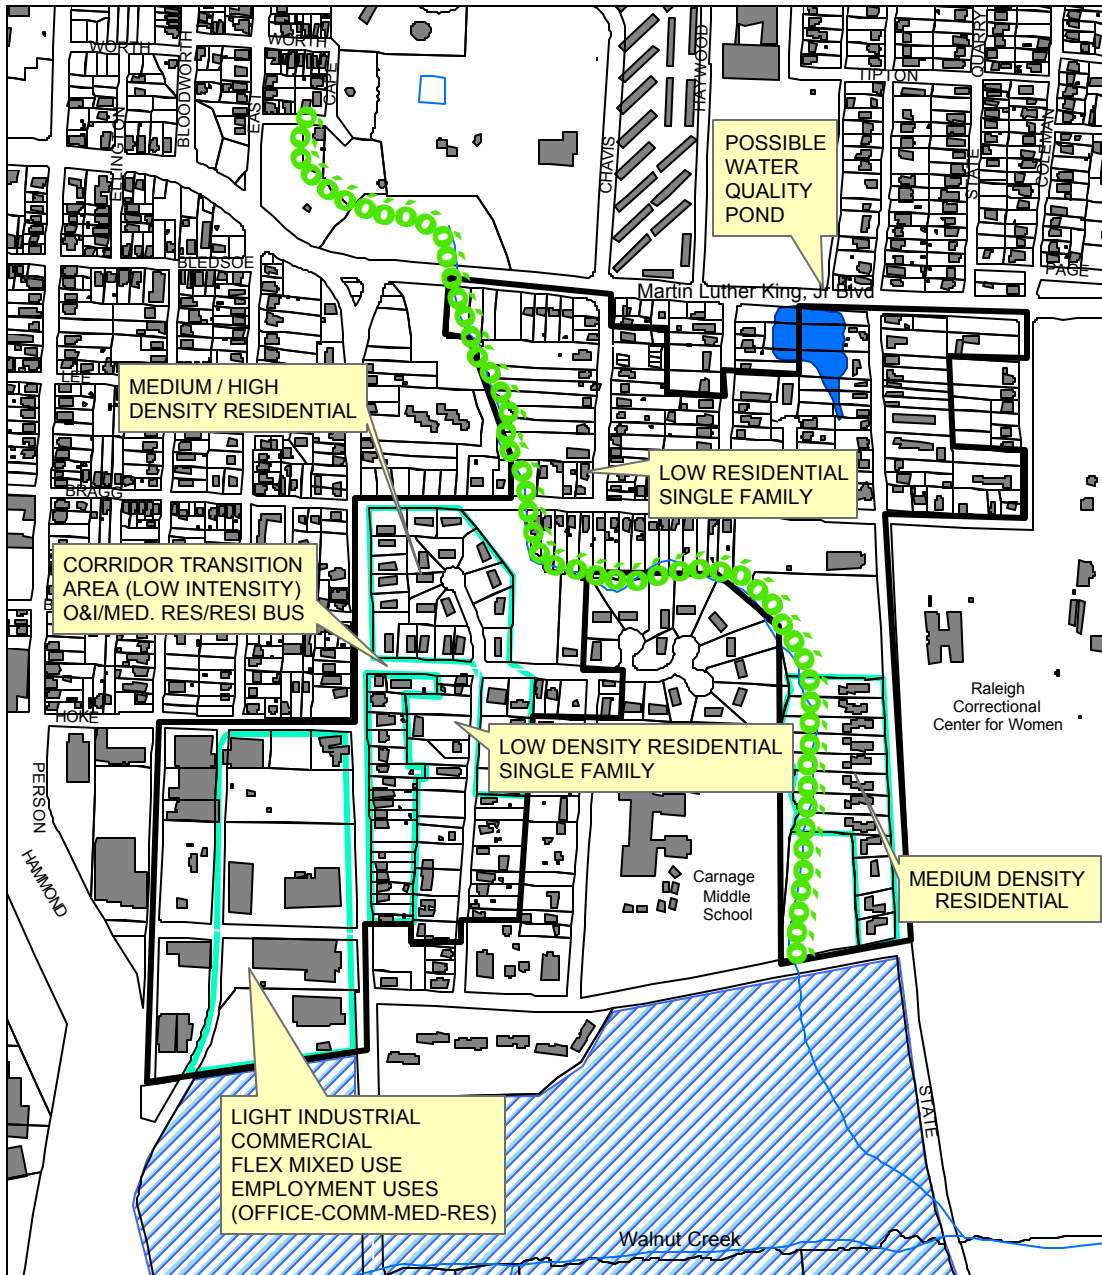 WORTH
BLOODWORTH
EAST
WORTH
CAPE
ELLINGTON
CHAVIS
HAYWOOD
TIPTON
QUARRY
STATE
COLEMAN
PAGE
POSSIBLE
WATER
QUALITY
POND
BLEDSOE
Martin Luther King, Jr Blvd
LEE
MEDIUM / HIGH
DENSITY RESIDENTIAL
LOW RESIDENTIAL
SINGLE FAMILY
BRAGG
CORRIDOR TRANSITION
AREA (LOW INTENSITY)
O&I/MED. RES/RESI BUS
Raleigh
Correctional
Center for Women
HOKE
LOW DENSITY RESIDENTIAL
SINGLE FAMILY
PERSON
HAMMOND
Carnage
Middle
School
MEDIUM DENSITY
RESIDENTIAL
LIGHT INDUSTRIAL
COMMERCIAL
FLEX MIXED USE
EMPLOYMENT USES
(OFFICE-COMM-MED-RES)
STATE
Walnut Creek